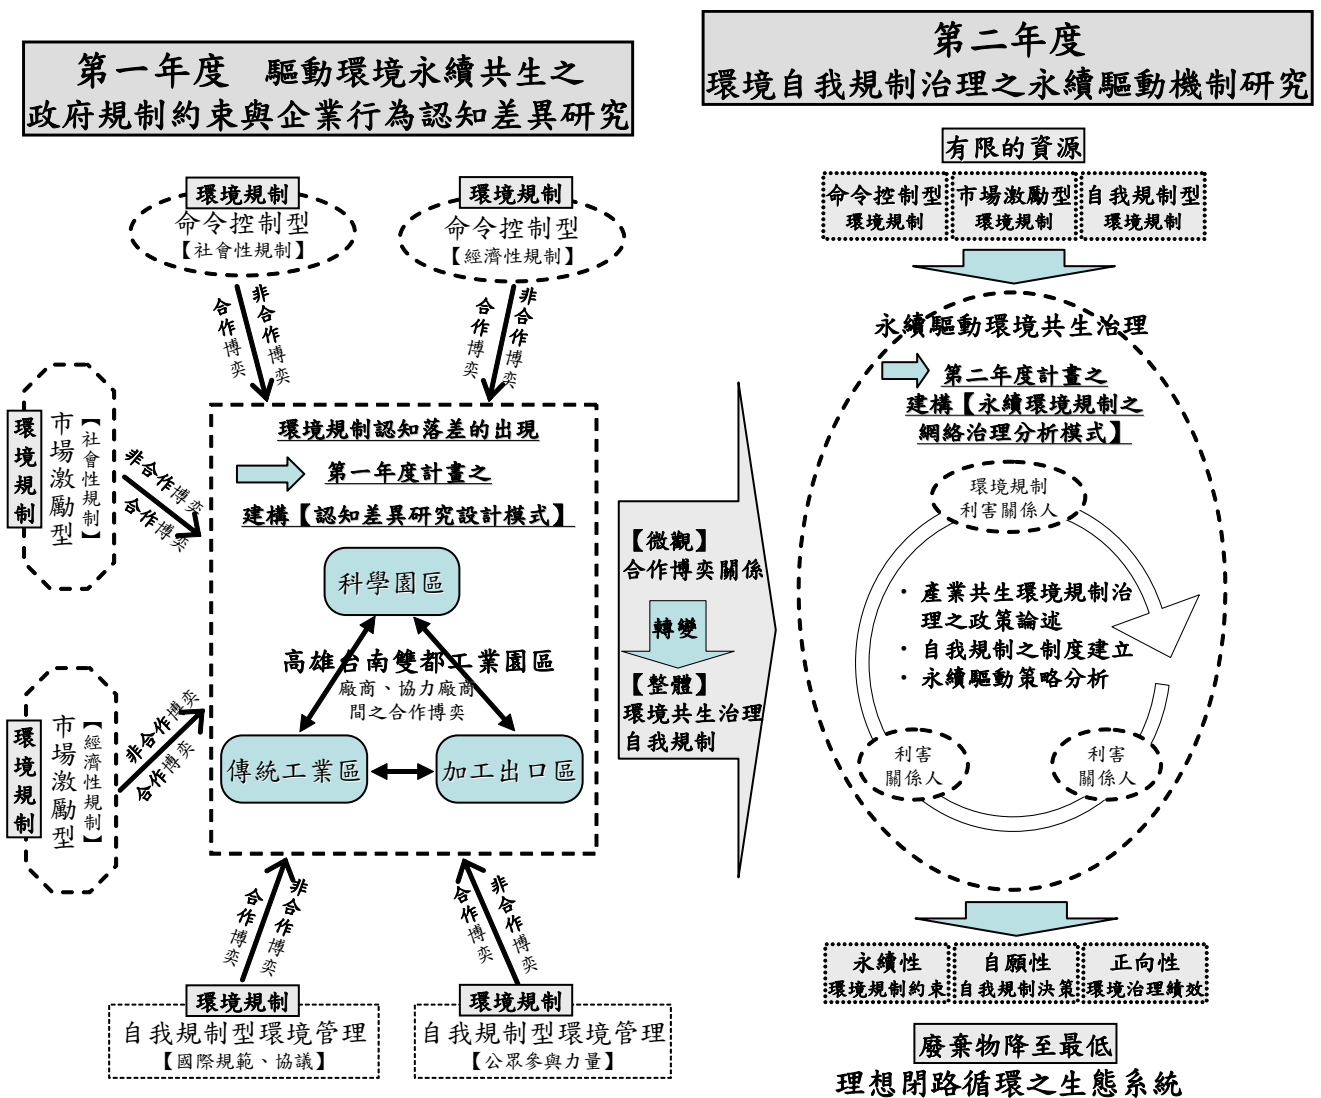 第一年度　驅動環境永續共生之
政府規制約束與企業行為認知差異研究
環境規制
命令控制型
【社會性規制】
環境規制
命令控制型
【經濟性規制】
合作博奕
非合作博奕
合作博奕
非合作博奕
環境規制
市場激勵型
【社會性規制】
非合作博奕
合作博奕
環境規制
市場激勵型
【經濟性規制】
非合作博奕
合作博奕
環境規制認知落差的出現
第一年度計畫之
建構【認知差異研究設計模式】
科學園區
高雄台南雙都工業園區
廠商、協力廠商
間之合作博奕
傳統工業區
加工出口區
合作博奕
非合作博奕
合作博奕
非合作博奕
環境規制
自我規制型環境管理
【國際規範、協議】
環境規制
自我規制型環境管理
【公眾參與力量】
【微觀】
合作博奕關係
轉變
【整體】
環境共生治理
自我規制
第二年度
環境自我規制治理之永續驅動機制研究
有限的資源
命令控制型
環境規制
市場激勵型
環境規制
自我規制型
環境規制
永續驅動環境共生治理
第二年度計畫之
建構【永續環境規制之
網絡治理分析模式】
環境規制
利害關係人
・產業共生環境規制治
理之政策論述
・自我規制之制度建立
・永續驅動策略分析
利害
關係人
利害
關係人
永續性
環境規制約束
自願性
自我規制決策
正向性
環境治理績效
廢棄物降至最低
理想閉路循環之生態系統